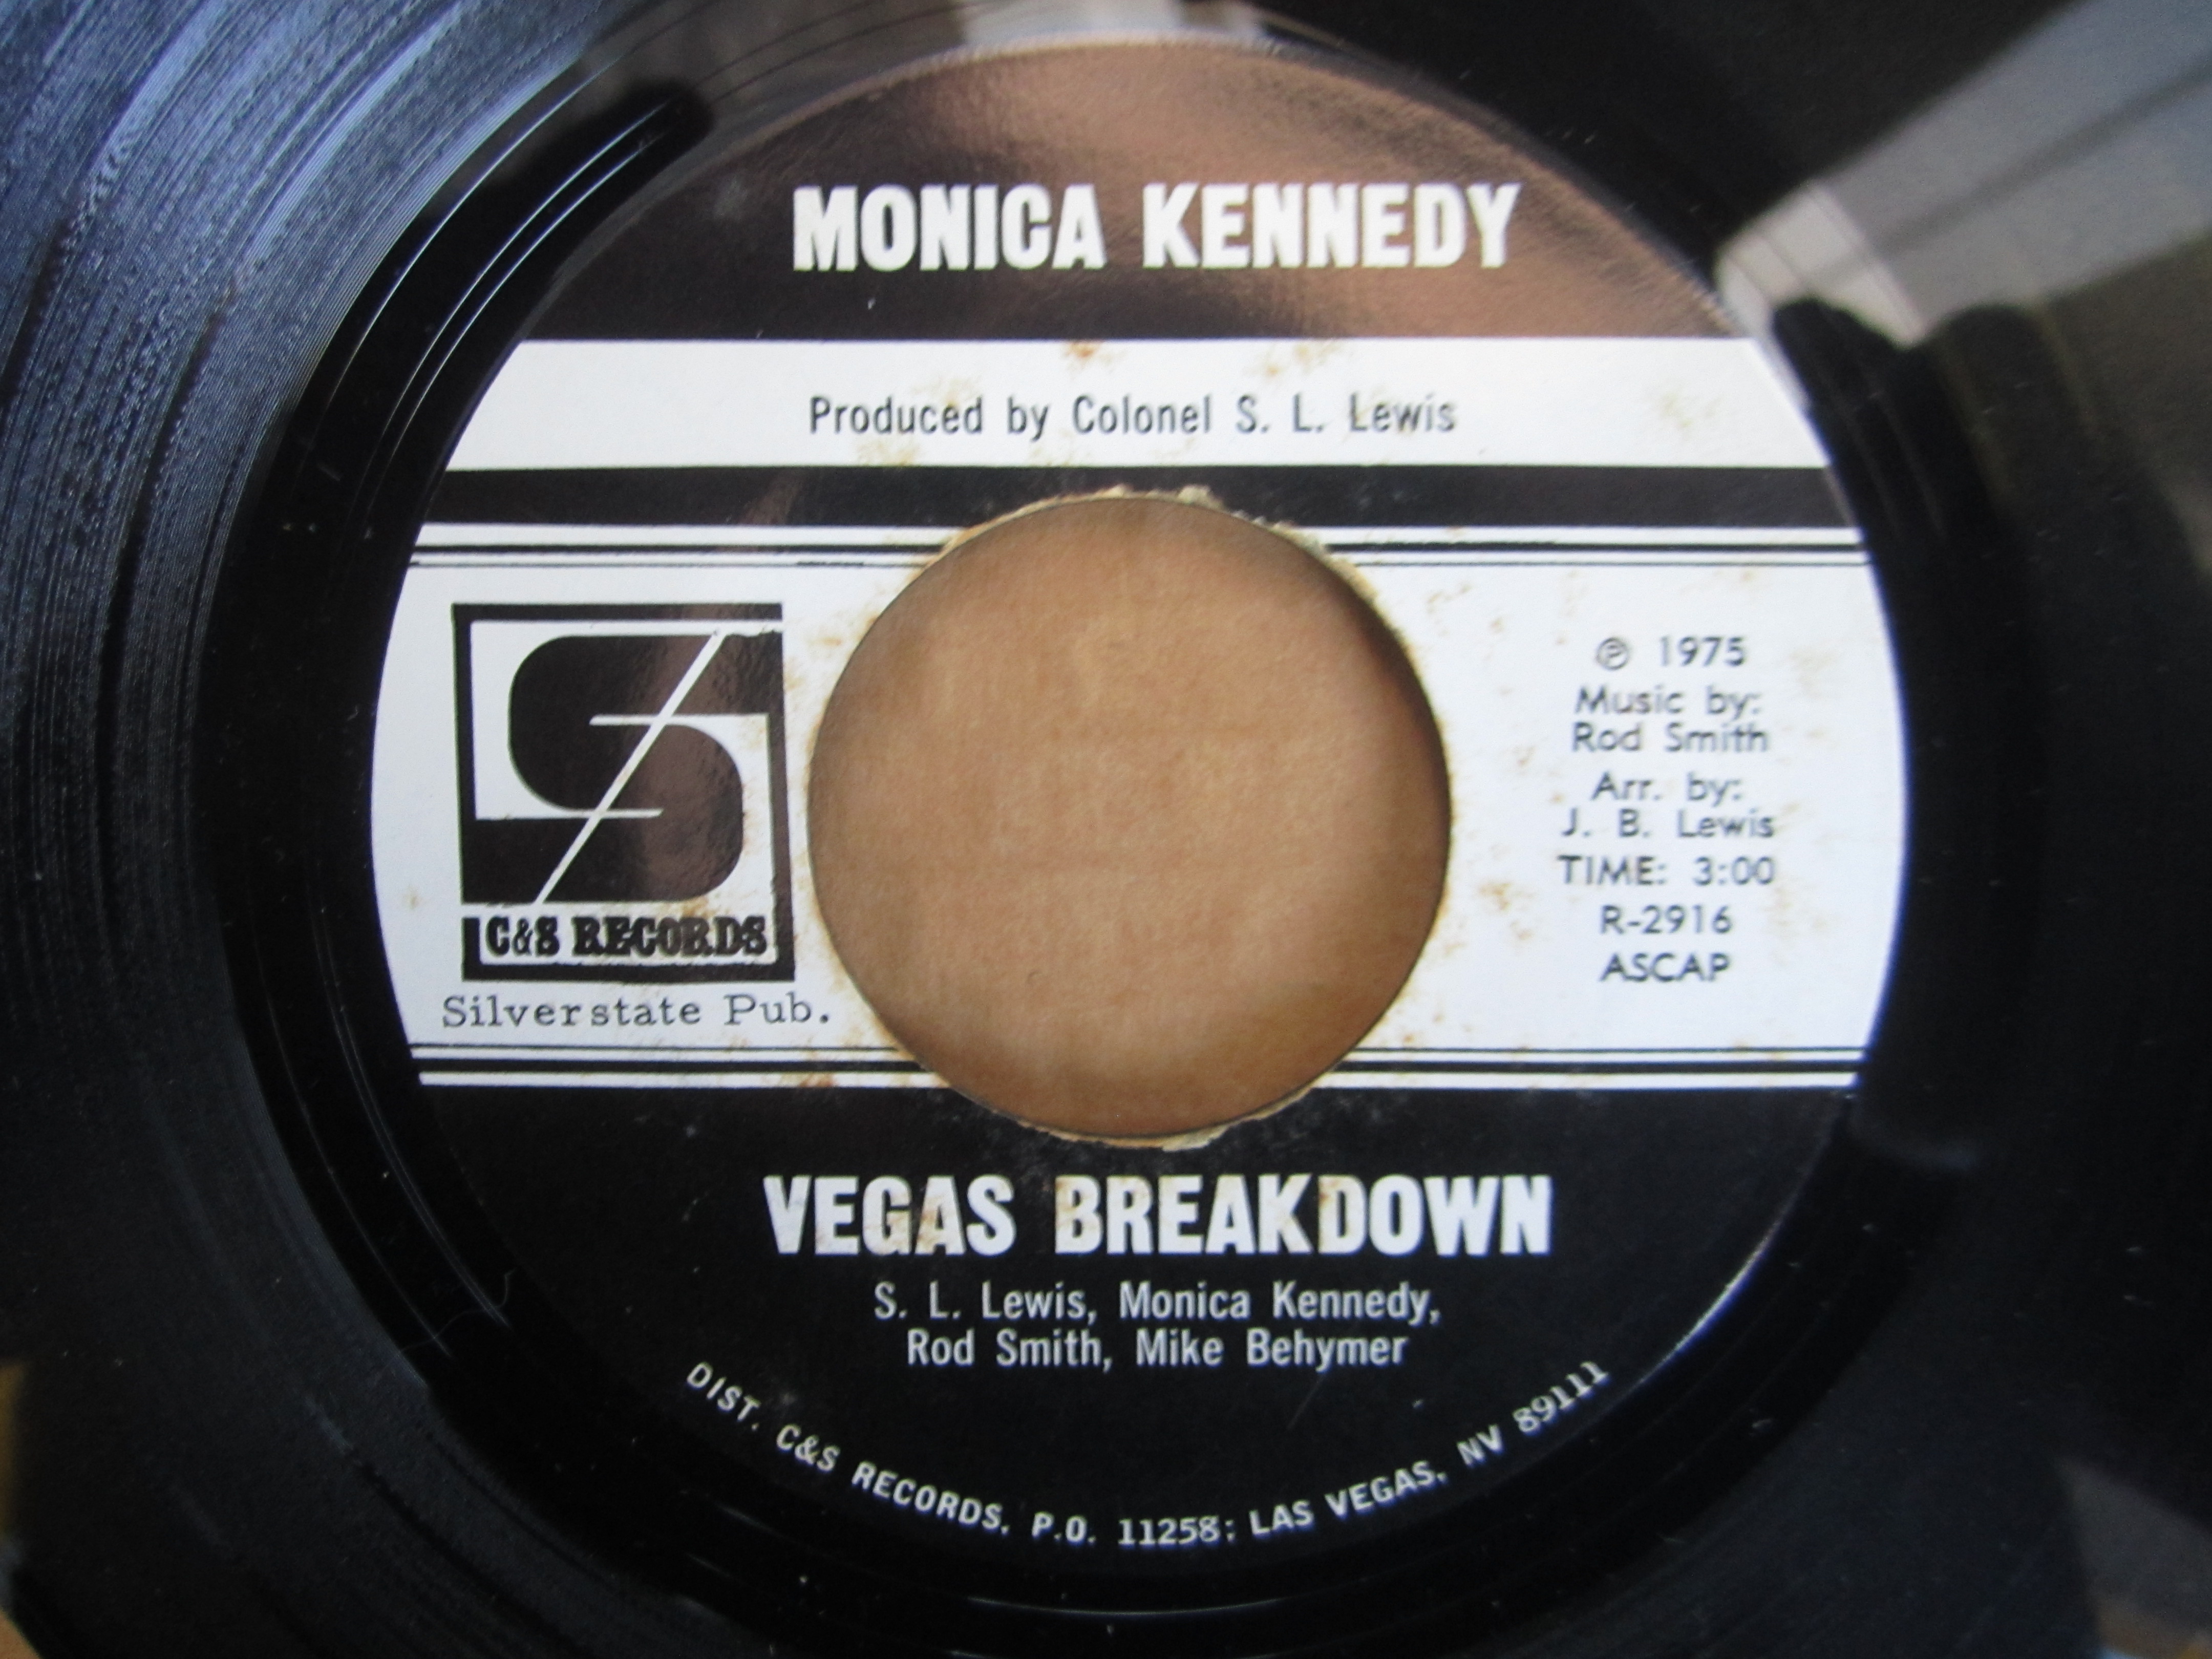 MONICA KENNEDY
Produced by Colonel S. L. Lewis
C&S RECORDS
Silverstate Pub.
℗ 1975
Music by:
Rod Smith
Arr. by:
J. B. Lewis
TIME: 3:00
R-2916
ASCAP
VEGAS BREAKDOWN
S. L. Lewis, Monica Kennedy,
Rod Smith, Mike Behymer
DIST. C&S RECORDS, P.O. 11258; LAS VEGAS, NV 89111